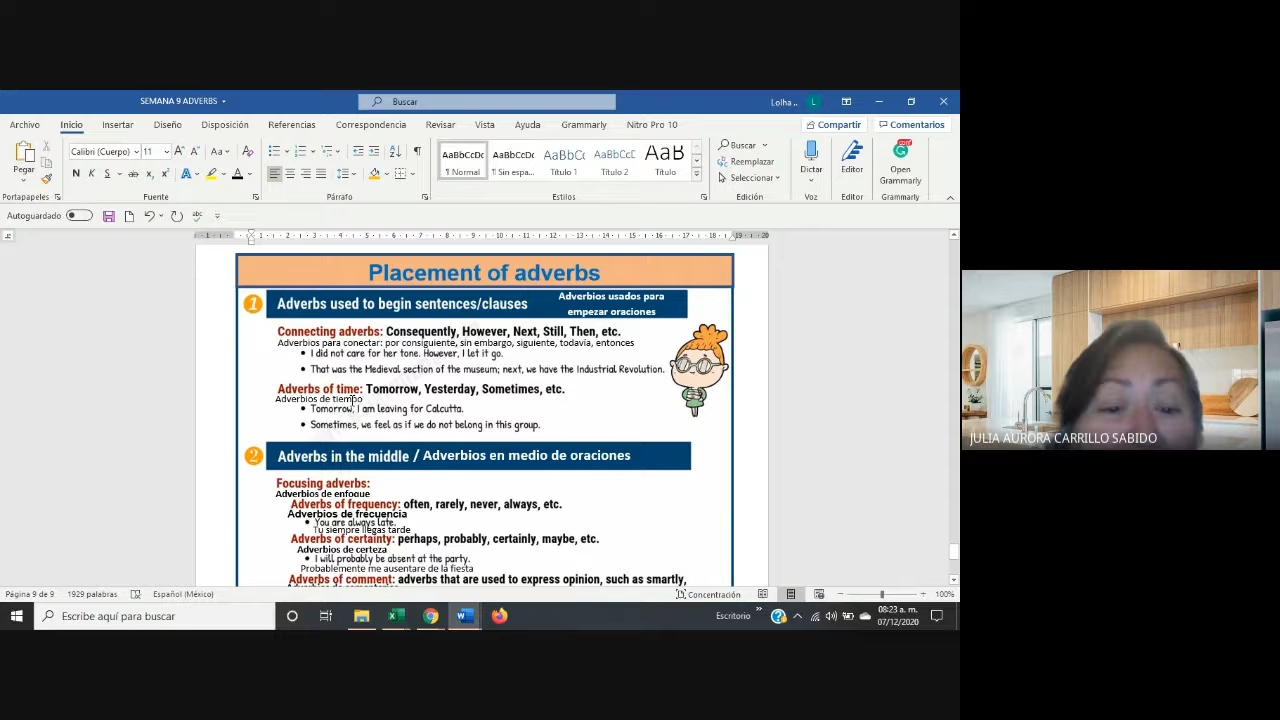 SEMANA 9 ADVERBS
Buscar
Lolha ..
L
Archivo Inicio Insertar Diseño Disposición Referencias Correspondencia Revisar Vista Ayuda Grammarly Nitro Pro 10 Compartir Comentarios
Pegar
Calibri (Cuerpo) 11
AaBbCcDc AaBbCcDc AaBbCc AaBbCcD AaB
¶ Normal ¶ Sin espa... Título 1 Título 2 Título
Buscar
Reemplazar
Seleccionar
Dictar
Editor
Open Grammarly
Portapapeles Fuente Párrafo Estilos Edición Voz Editor Grammarly
Autoguardado
Placement of adverbs
1 Adverbs used to begin sentences/clauses
Adverbios usados para
empezar oraciones
Connecting adverbs: Consequently, However, Next, Still, Then, etc.
Adverbios para conectar: por consiguiente, sin embargo, siguiente, todavía, entonces
• I did not care for her tone. However, I let it go.
• That was the Medieval section of the museum; next, we have the Industrial Revolution.
Adverbs of time: Tomorrow, Yesterday, Sometimes, etc.
Adverbios de tiempo
• Tomorrow, I am leaving for Calcutta.
• Sometimes, we feel as if we do not belong in this group.
2 Adverbs in the middle / Adverbios en medio de oraciones
Focusing adverbs:
Adverbios de enfoque
Adverbs of frequency: often, rarely, never, always, etc.
Adverbios de frecuencia
• You are always late.
Tu siempre llegas tarde
Adverbs of certainty: perhaps, probably, certainly, maybe, etc.
Adverbios de certeza
• I will probably be absent at the party.
Probablemente me ausentare de la fiesta
Adverbs of comment: adverbs that are used to express opinion, such as smartly,
Página 9 de 9 1929 palabras Español (México) Concentración 100%
Escribe aquí para buscar
Escritorio
08:23 a. m.
07/12/2020
JULIA AURORA CARRILLO SABIDO